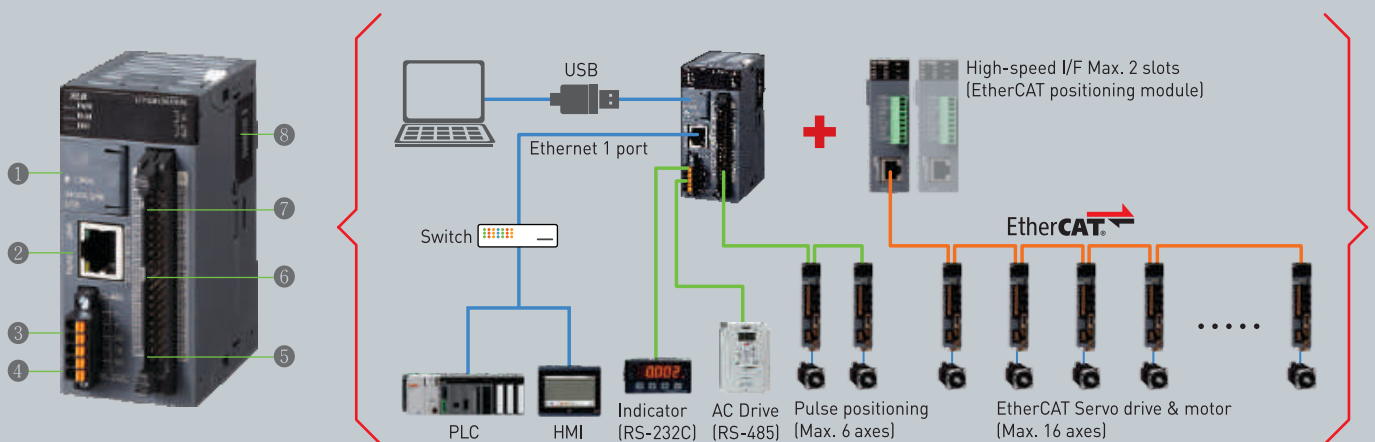 USB
High-speed I/F Max. 2 slots
(EtherCAT positioning module)
8
1
Ethernet 1 port
7
EtherCAT®
2
Switch
6
3
5
4
0.002
Indicator
(RS-232C)
AC Drive
(RS-485)
Pulse positioning
(Max. 6 axes)
EtherCAT Servo drive & motor
(Max. 16 axes)
PLC
HMI